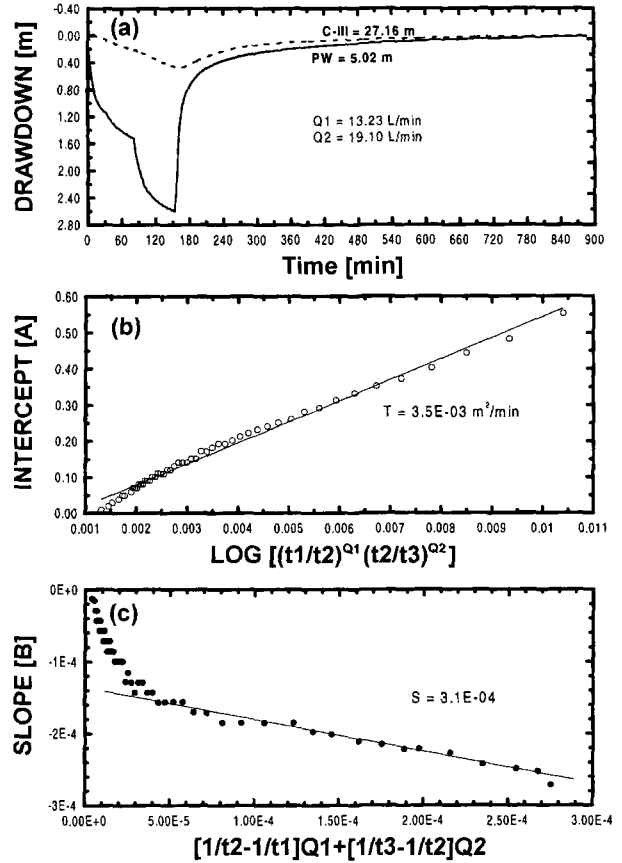 (a)
C-III = 27.16 m
PW = 5.02 m
Q1 = 13.23 L/min
Q2 = 19.10 L/min
DRAWDOWN [m]
-0.40
0.00
0.40
0.80
1.20
1.60
2.00
2.40
2.80
0 60 120 180 240 300 360 420 480 540 600 660 720 780 840 900
Time [min]
(b)
T = 3.5E-03 m²/min
INTERCEPT [A]
0.60
0.50
0.40
0.30
0.20
0.10
0.00
0.001 0.002 0.003 0.004 0.005 0.006 0.007 0.008 0.009 0.01 0.011
LOG [(t1/t2)^Q1 (t2/t3)^Q2]
(c)
S = 3.1E-04
SLOPE [B]
0E+0
-1E-4
-2E-4
-3E-4
0.00E+0 5.00E-5 1.00E-4 1.50E-4 2.00E-4 2.50E-4 3.00E-4
[1/t2-1/t1]Q1+[1/t3-1/t2]Q2